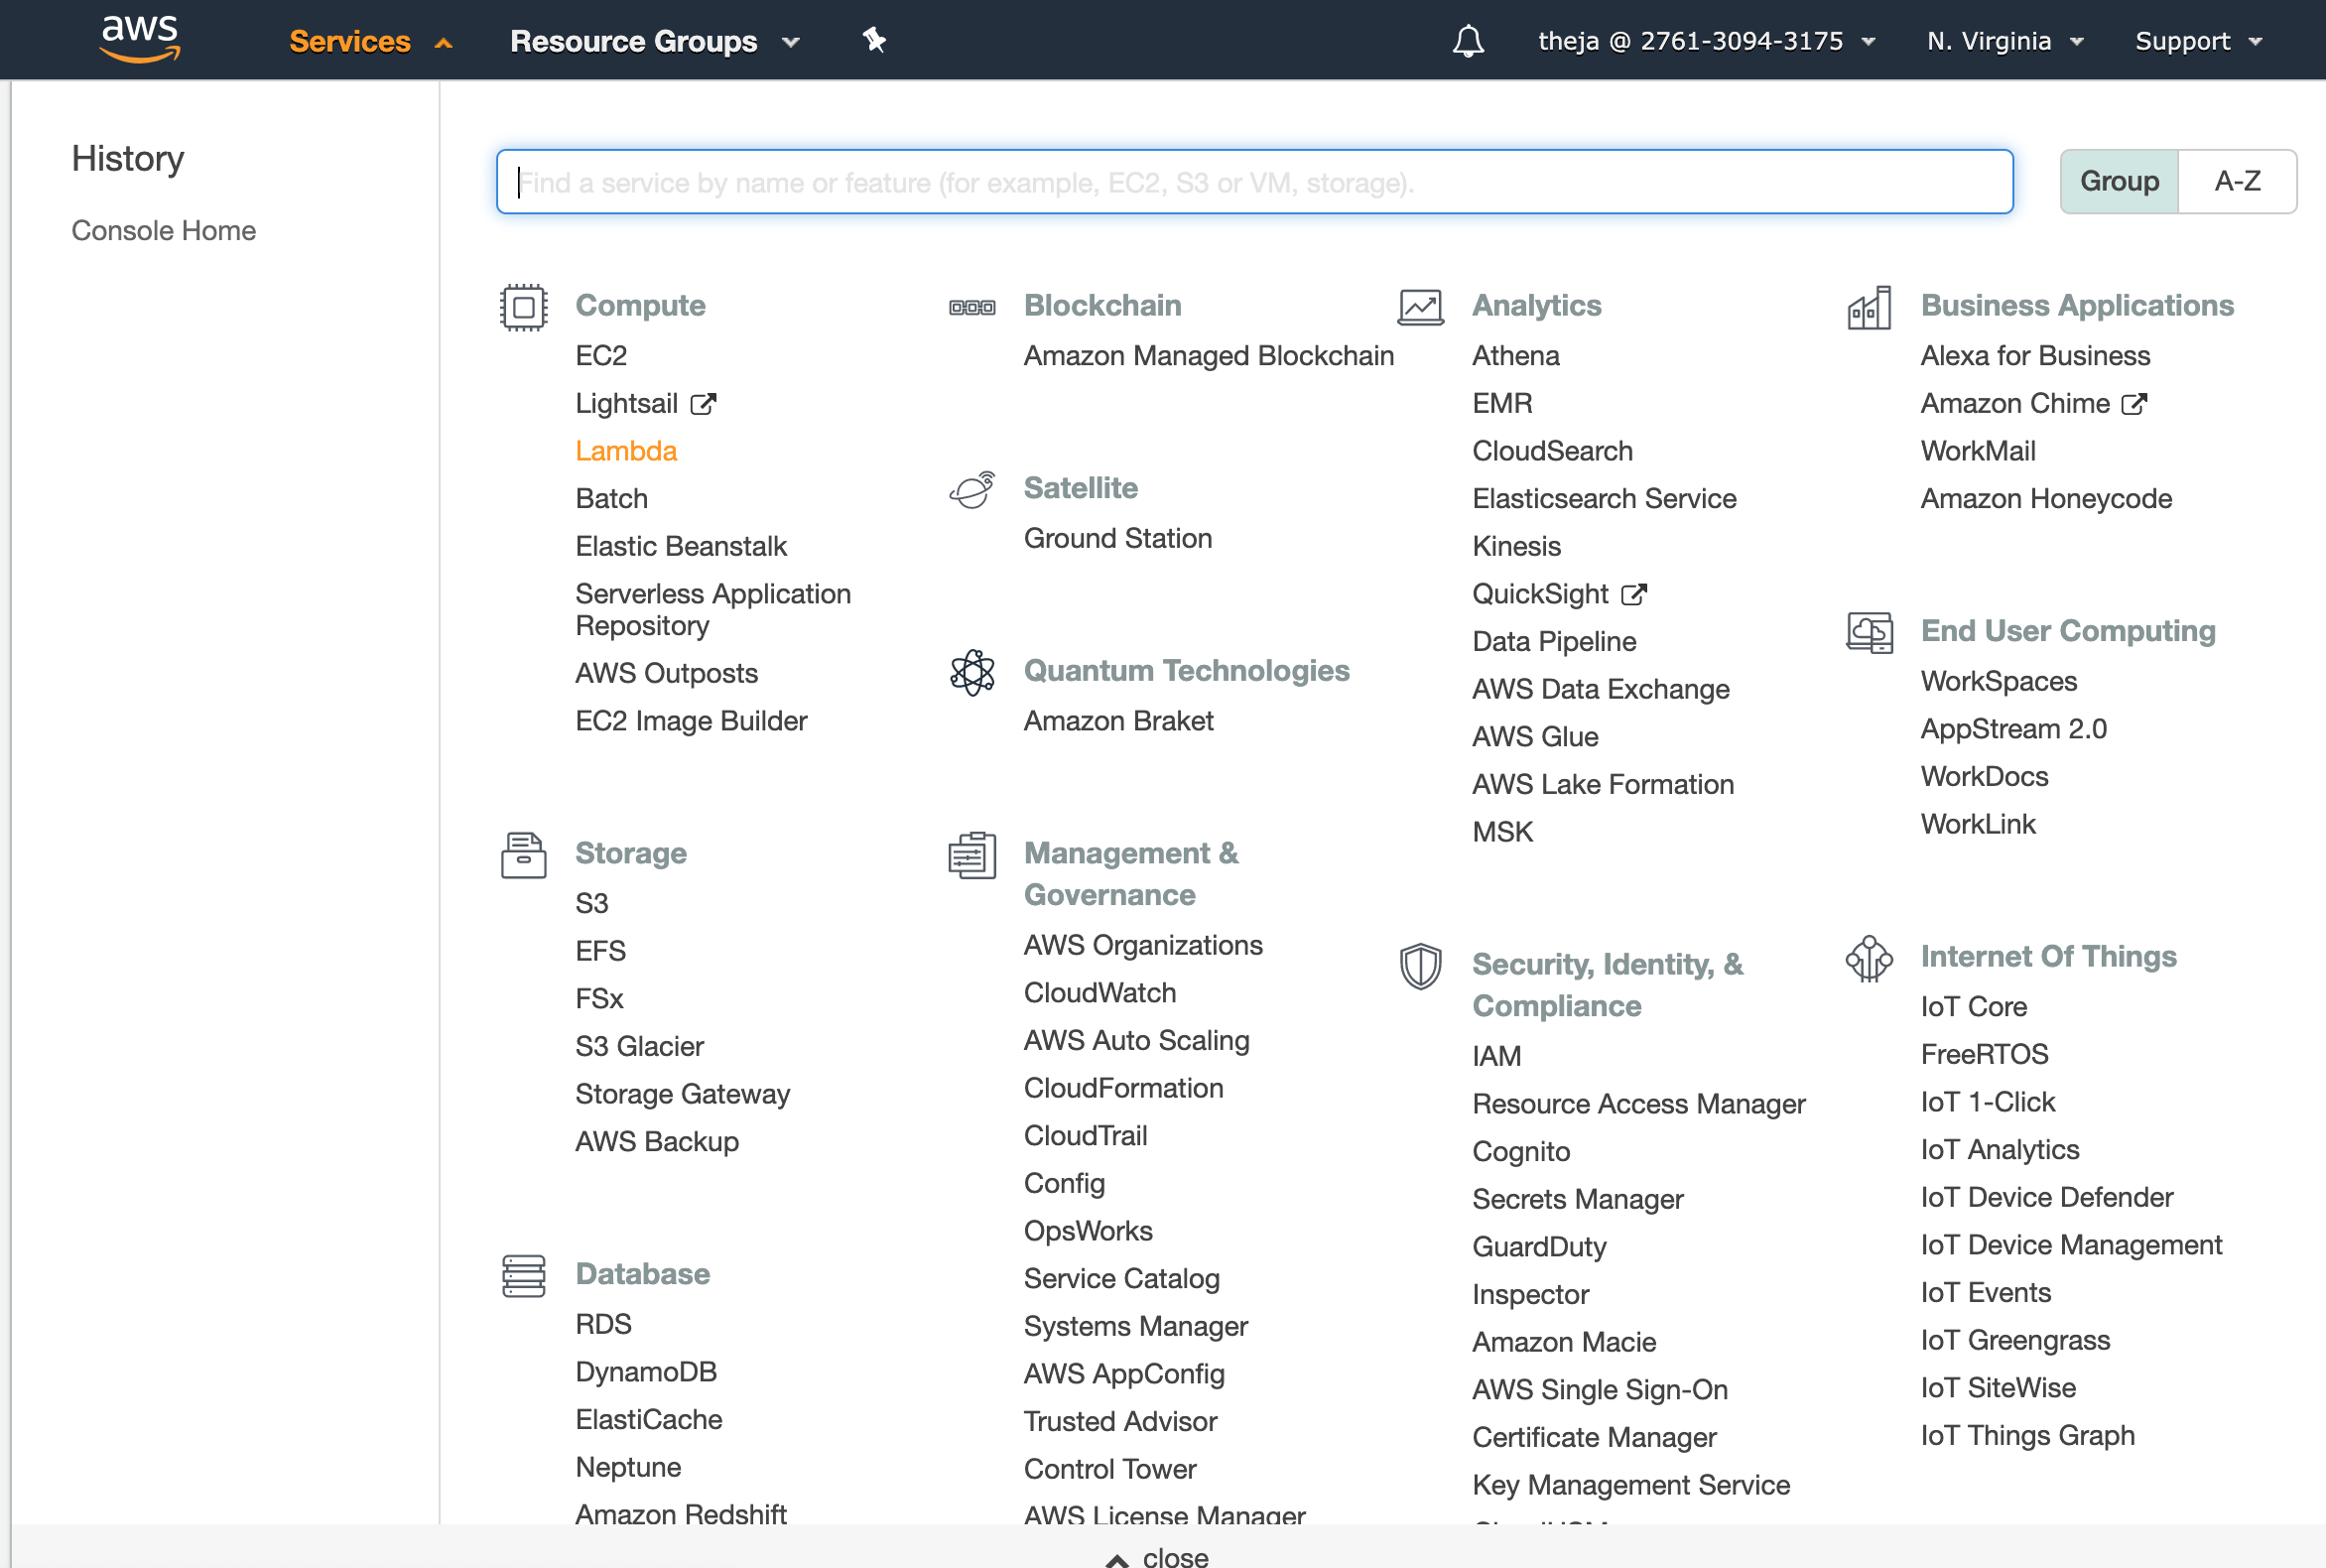 aws
Services
Resource Groups
theja @ 2761-3094-3175
N. Virginia
Support
History
Console Home
Find a service by name or feature (for example, EC2, S3 or VM, storage).
Group
A-Z
Compute
EC2
Lightsail
Lambda
Batch
Elastic Beanstalk
Serverless Application
Repository
AWS Outposts
EC2 Image Builder
Storage
S3
EFS
FSx
S3 Glacier
Storage Gateway
AWS Backup
Database
RDS
DynamoDB
ElastiCache
Neptune
Amazon Redshift
Blockchain
Amazon Managed Blockchain
Satellite
Ground Station
Quantum Technologies
Amazon Braket
Management &
Governance
AWS Organizations
CloudWatch
AWS Auto Scaling
CloudFormation
CloudTrail
Config
OpsWorks
Service Catalog
Systems Manager
AWS AppConfig
Trusted Advisor
Control Tower
AWS License Manager
Analytics
Athena
EMR
CloudSearch
Elasticsearch Service
Kinesis
QuickSight
Data Pipeline
AWS Data Exchange
AWS Glue
AWS Lake Formation
MSK
Security, Identity, &
Compliance
IAM
Resource Access Manager
Cognito
Secrets Manager
GuardDuty
Inspector
Amazon Macie
AWS Single Sign-On
Certificate Manager
Key Management Service
Business Applications
Alexa for Business
Amazon Chime
WorkMail
Amazon Honeycode
End User Computing
WorkSpaces
AppStream 2.0
WorkDocs
WorkLink
Internet Of Things
IoT Core
FreeRTOS
IoT 1-Click
IoT Analytics
IoT Device Defender
IoT Device Management
IoT Events
IoT Greengrass
IoT SiteWise
IoT Things Graph
close